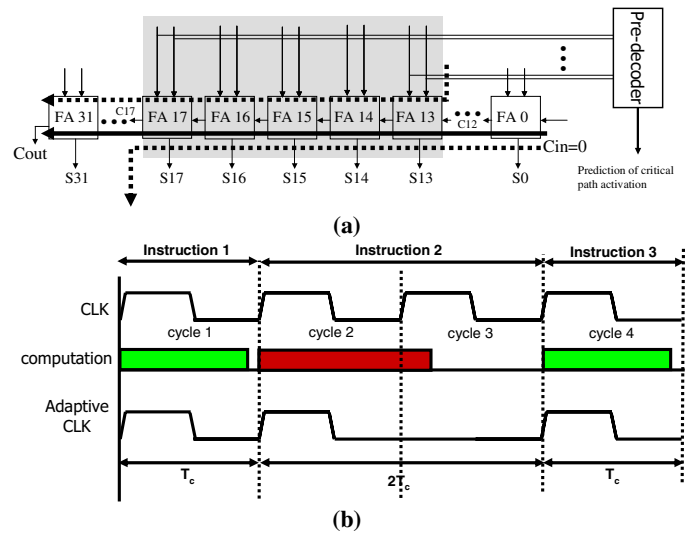 Pre-decoder
FA 31
C17
FA 17
FA 16
FA 15
FA 14
FA 13
C12
FA 0
Cout
Cin=0
S31
S17
S16
S15
S14
S13
S0
Prediction of critical
path activation
(a)
Instruction 1
Instruction 2
Instruction 3
CLK
cycle 1
cycle 2
cycle 3
cycle 4
computation
Adaptive
CLK
Tc
2Tc
Tc
(b)